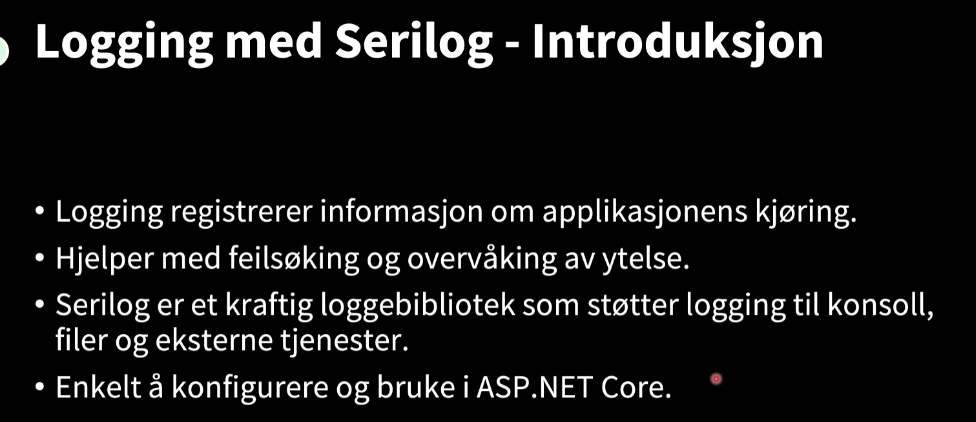 Logging med Serilog - Introduksjon
• Logging registrerer informasjon om applikasjonens kjøring.
• Hjelper med feilsøking og overvåking av ytelse.
• Serilog er et kraftig loggebibliotek som støtter logging til konsoll,
filer og eksterne tjenester.
• Enkelt å konfigurere og bruke i ASP.NET Core.